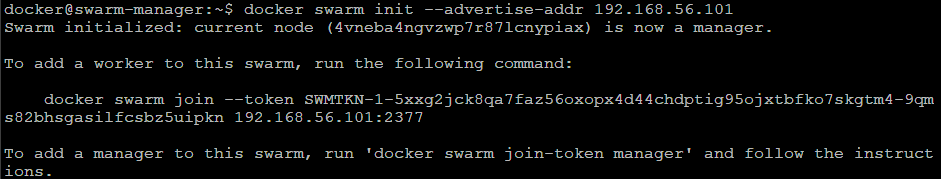 docker@swarm-manager:~$ docker swarm init --advertise-addr 192.168.56.101
Swarm initialized: current node (4vneba4ngvzwp7r87lcnypiax) is now a manager.
To add a worker to this swarm, run the following command:
docker swarm join --token SWMTKN-1-5xxg2jck8qa7faz56oxopx4d44chdptig95ojxtbfko7skgtm4-9qm
s82bhsgasilfcsbz5uipkn 192.168.56.101:2377
To add a manager to this swarm, run 'docker swarm join-token manager' and follow the instruct
ions.